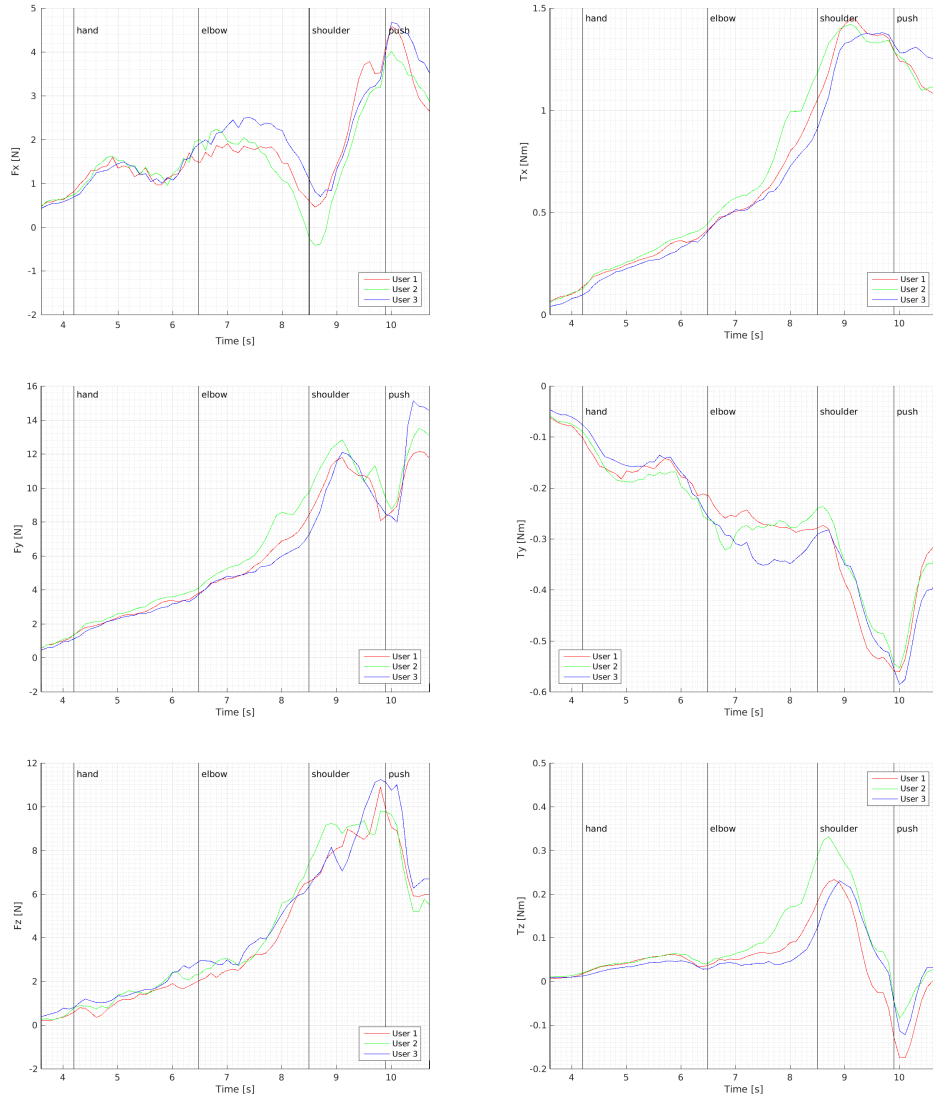 5
4
3
2
1
0
-1
-2
Fx [N]
hand
elbow
shoulder
push
User 1
User 2
User 3
4 5 6 7 8 9 10
Time [s]
1.5
1
0.5
0
Tx [Nm]
hand
elbow
shoulder
push
User 1
User 2
User 3
4 5 6 7 8 9 10
Time [s]
16
14
12
10
8
6
4
2
0
-2
Fy [N]
hand
elbow
shoulder
push
User 1
User 2
User 3
4 5 6 7 8 9 10
Time [s]
0
-0.1
-0.2
-0.3
-0.4
-0.5
-0.6
Ty [Nm]
hand
elbow
shoulder
push
User 1
User 2
User 3
4 5 6 7 8 9 10
Time [s]
12
10
8
6
4
2
0
-2
Fz [N]
hand
elbow
shoulder
push
User 1
User 2
User 3
4 5 6 7 8 9 10
Time [s]
0.5
0.4
0.3
0.2
0.1
0
-0.1
-0.2
Tz [Nm]
User 1
User 2
User 3
hand
elbow
shoulder
push
4 5 6 7 8 9 10
Time [s]